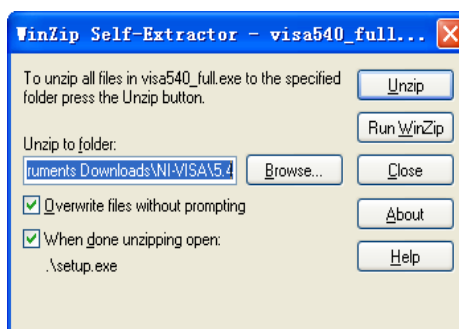 WinZip Self-Extractor - visa540_full...
To unzip all files in visa540_full.exe to the specified
folder press the Unzip button.
Unzip to folder:
ruments Downloads\NI-VISA\5.4
Browse...
Overwrite files without prompting
When done unzipping open:
.\setup.exe
Unzip
Run WinZip
Close
About
Help